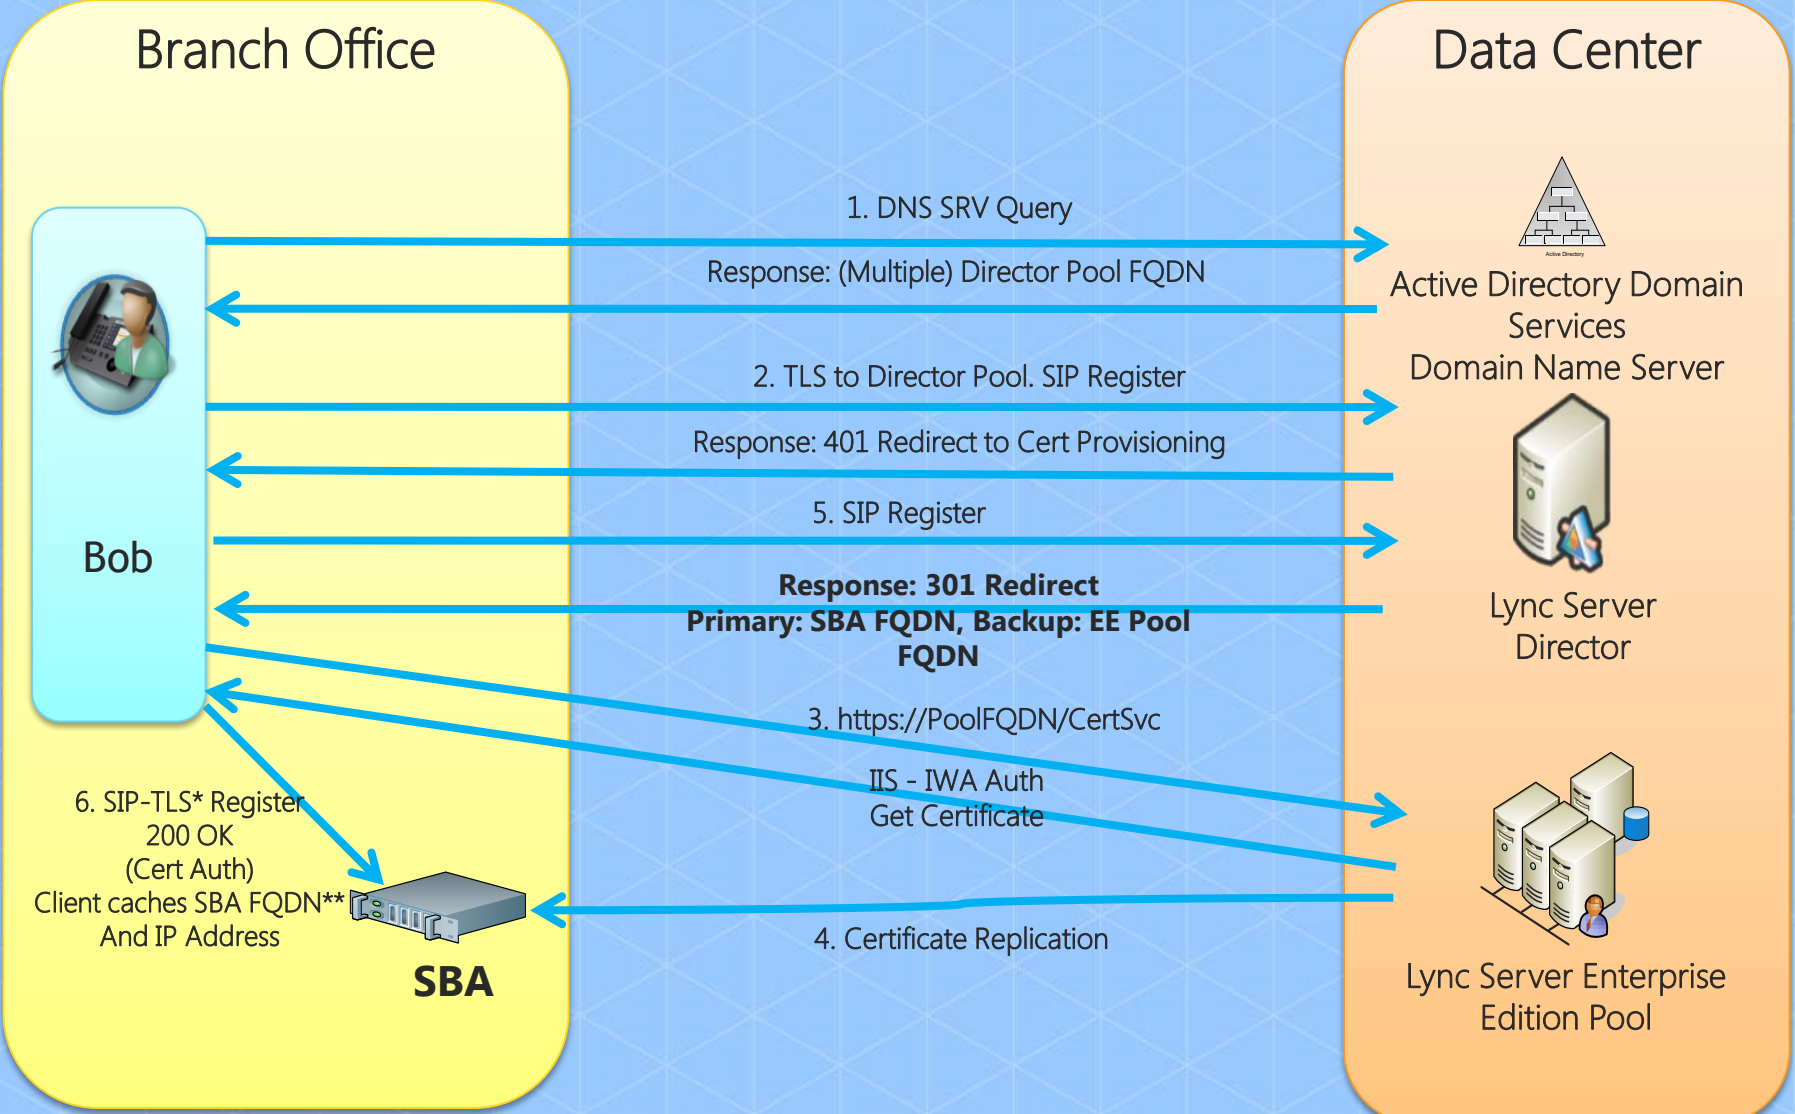 Branch Office
Data Center
1. DNS SRV Query
Response: (Multiple) Director Pool FQDN
Active Directory
Active Directory Domain
Services
Domain Name Server
2. TLS to Director Pool. SIP Register
Response: 401 Redirect to Cert Provisioning
5. SIP Register
Bob
Response: 301 Redirect
Primary: SBA FQDN, Backup: EE Pool
FQDN
Lync Server
Director
3. https://PoolFQDN/CertSvc
IIS - IWA Auth
Get Certificate
6. SIP-TLS* Register
200 OK
(Cert Auth)
Client caches SBA FQDN**
And IP Address
SBA
4. Certificate Replication
Lync Server Enterprise
Edition Pool